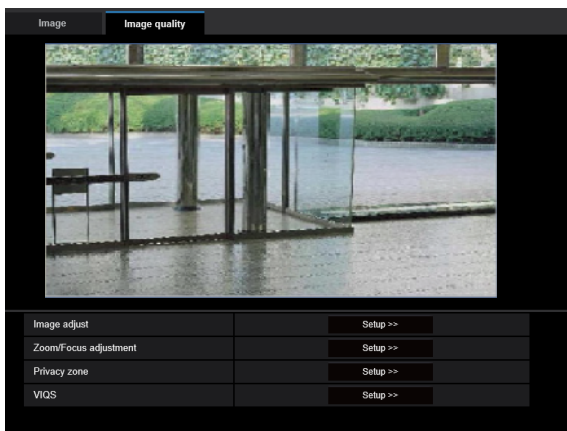 Image Image quality
Image adjust Setup >>
Zoom/Focus adjustment Setup >>
Privacy zone Setup >>
VIQS Setup >>